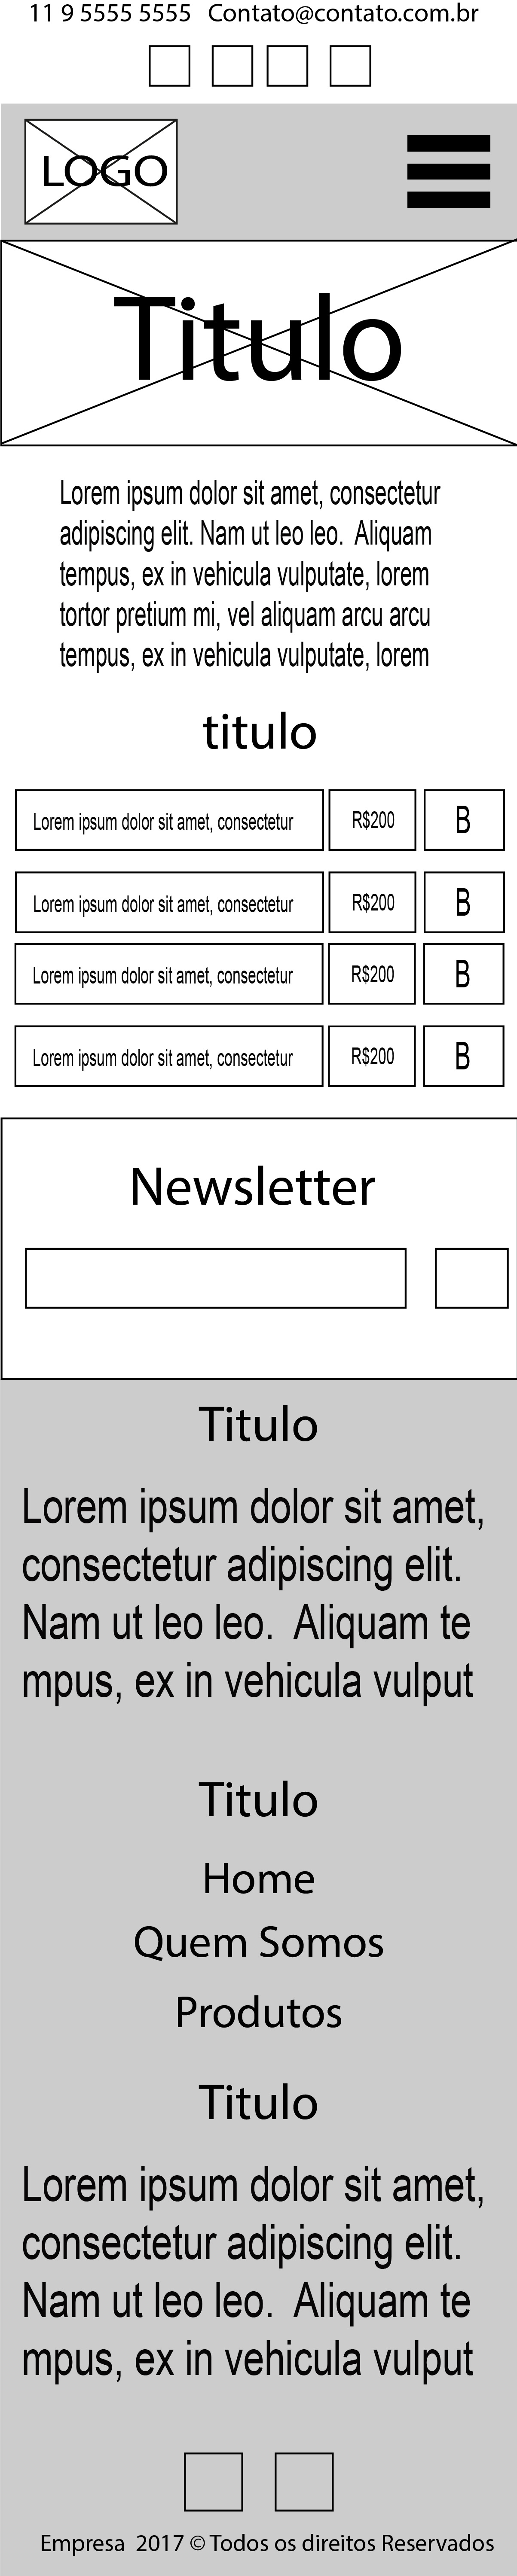 11 9 5555 5555 Contato@contato.com.br
LOGO
Titulo
Lorem ipsum dolor sit amet, consectetur
adipiscing elit. Nam ut leo leo. Aliquam
tempus, ex in vehicula vulputate, lorem
tortor pretium mi, vel aliquam arcu arcu
tempus, ex in vehicula vulputate, lorem
titulo
Lorem ipsum dolor sit amet, consectetur R$200 B
Lorem ipsum dolor sit amet, consectetur R$200 B
Lorem ipsum dolor sit amet, consectetur R$200 B
Lorem ipsum dolor sit amet, consectetur R$200 B
Newsletter
Titulo
Lorem ipsum dolor sit amet,
consectetur adipiscing elit.
Nam ut leo leo. Aliquam te
mpus, ex in vehicula vulput
Titulo
Home
Quem Somos
Produtos
Titulo
Lorem ipsum dolor sit amet,
consectetur adipiscing elit.
Nam ut leo leo. Aliquam te
mpus, ex in vehicula vulput
Empresa 2017 © Todos os direitos Reservados